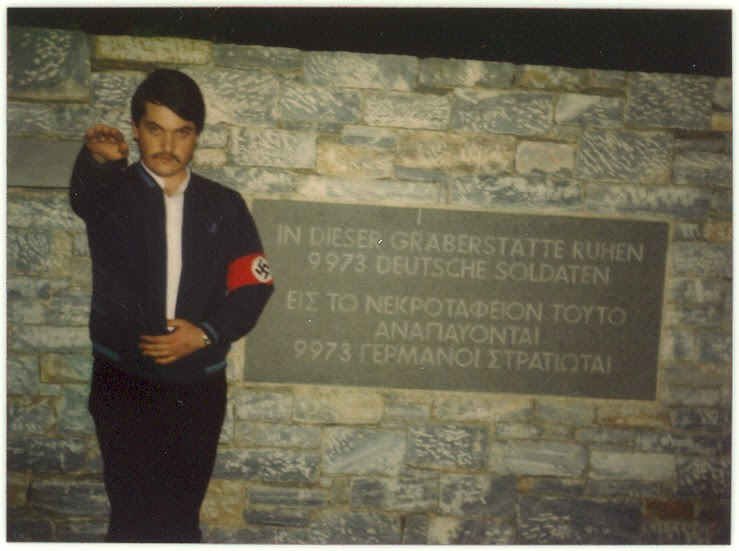 IN DIESER GRÄBERSTÄTTE RUHEN
9973 DEUTSCHE SOLDATEN
ΕΙΣ ΤΟ ΝΕΚΡΟΤΑΦΕΙΟΝ ΤΟΥΤΟ
ΑΝΑΠΑΥΟΝΤΑΙ
9973 ΓΕΡΜΑΝΟΙ ΣΤΡΑΤΙΩΤΑΙ